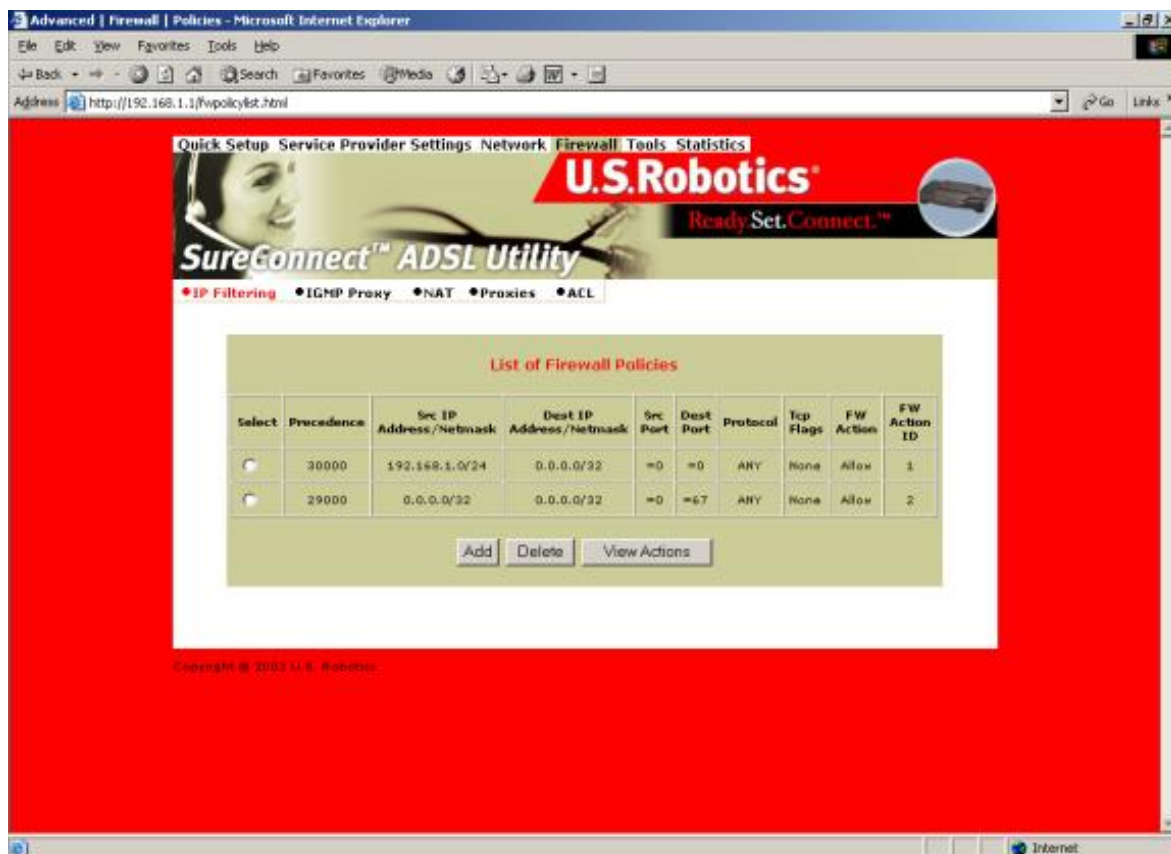 Advanced | Firewall | Policies - Microsoft Internet Explorer
File Edit View Favorites Tools Help
Back Search Favorites Media
Address http://192.168.1.1/fwpolicylist.html Go Links
Quick Setup Service Provider Settings Network Firewall Tools Statistics
U.S.Robotics
Ready.Set.Connect.™
SureConnect™ ADSL Utility
IP Filtering IGMP Proxy NAT Proxies ACL
List of Firewall Policies
Select Precedence Src IP Address/Netmask Dest IP Address/Netmask Src Port Dest Port Protocol Tcp Flags FW Action FW Action ID
30000 192.168.1.0/24 0.0.0.0/32 =0 =0 ANY None Allow 1
29000 0.0.0.0/32 0.0.0.0/32 =0 =67 ANY None Allow 2
Add Delete View Actions
Copyright © U.S. Robotics
Internet